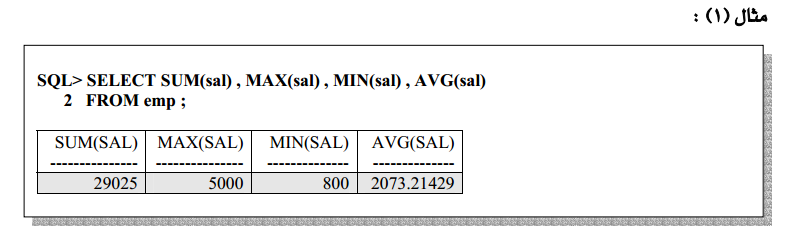 مثال (١) :
SQL> SELECT SUM(sal) , MAX(sal) , MIN(sal) , AVG(sal)
2 FROM emp ;
SUM(SAL) MAX(SAL) MIN(SAL) AVG(SAL)
--------------- --------------- -------------- --------------
29025 5000 800 2073.21429